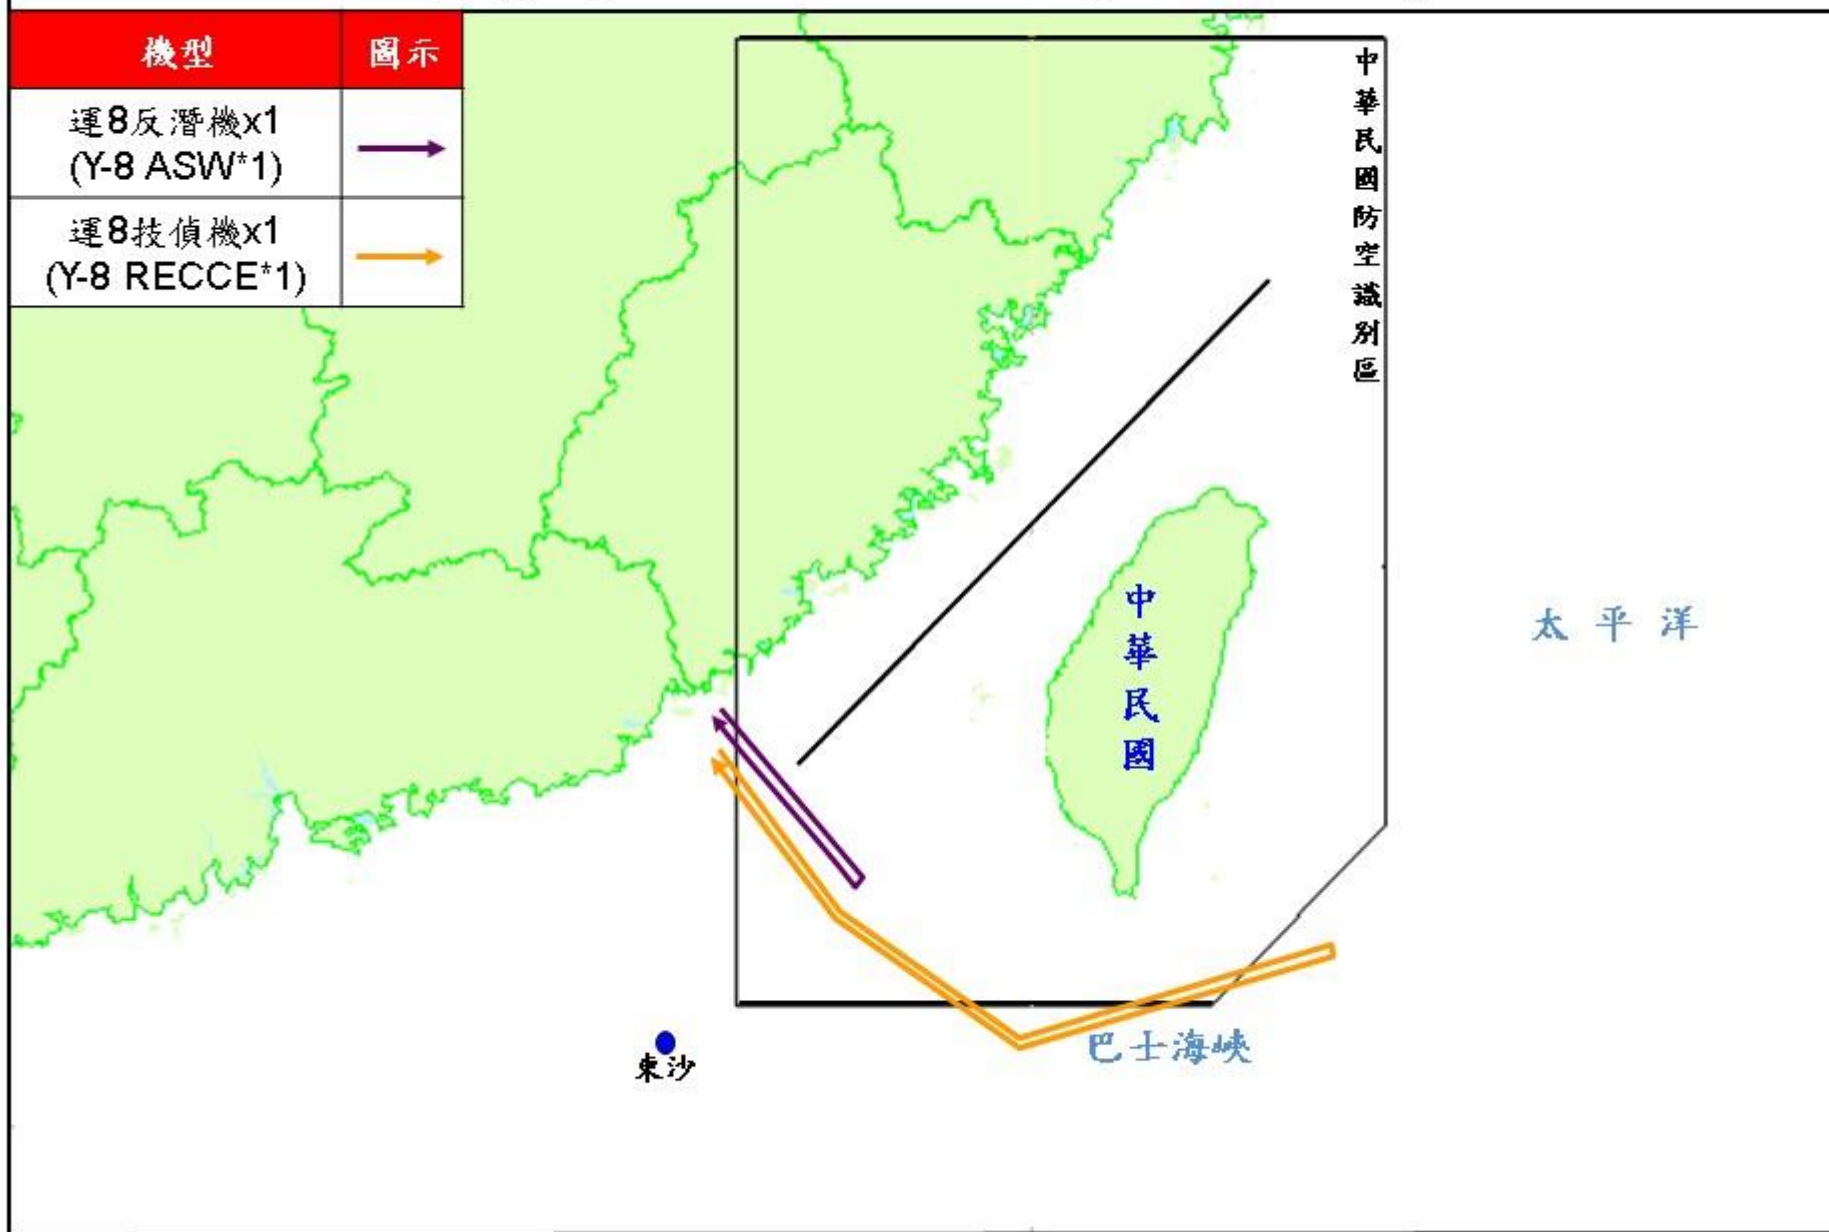 機型 圖示
運8反潛機x1
(Y-8 ASW*1)
運8技偵機x1
(Y-8 RECCE*1)
中華民國防空識別區
中華民國
太平洋
巴士海峽
東沙